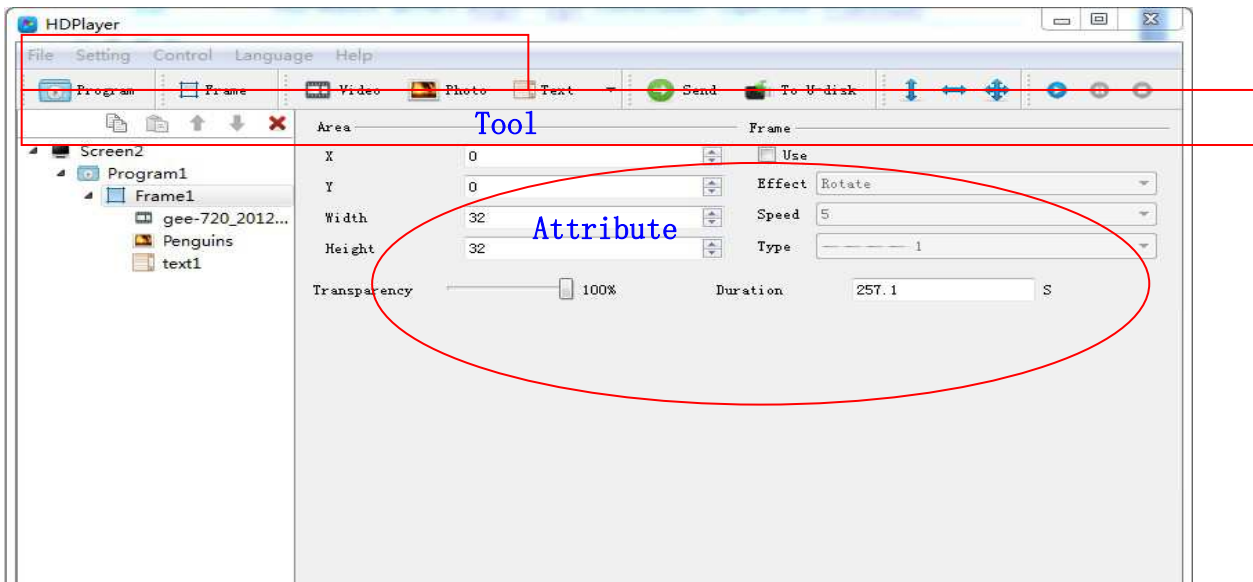 HDPlayer
File Setting Control Language Help
Program Frame Video Photo Text Send To U-disk
Tool
Area
Frame
Screen2
Program1
Frame1
gee-720_2012...
Penguins
text1
X 0
Y 0
Width 32
Height 32
Attribute
Use
Effect Rotate
Speed 5
Type 1
Transparency 100%
Duration 257.1 S